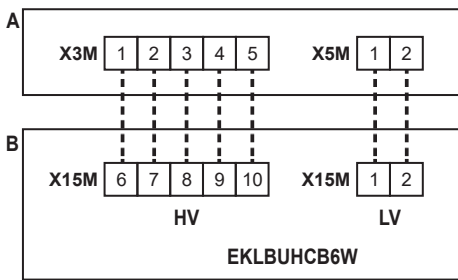 A
X3M 1 2 3 4 5 X5M 1 2
B
X15M 6 7 8 9 10 X15M 1 2
HV LV
EKLBUHCB6W